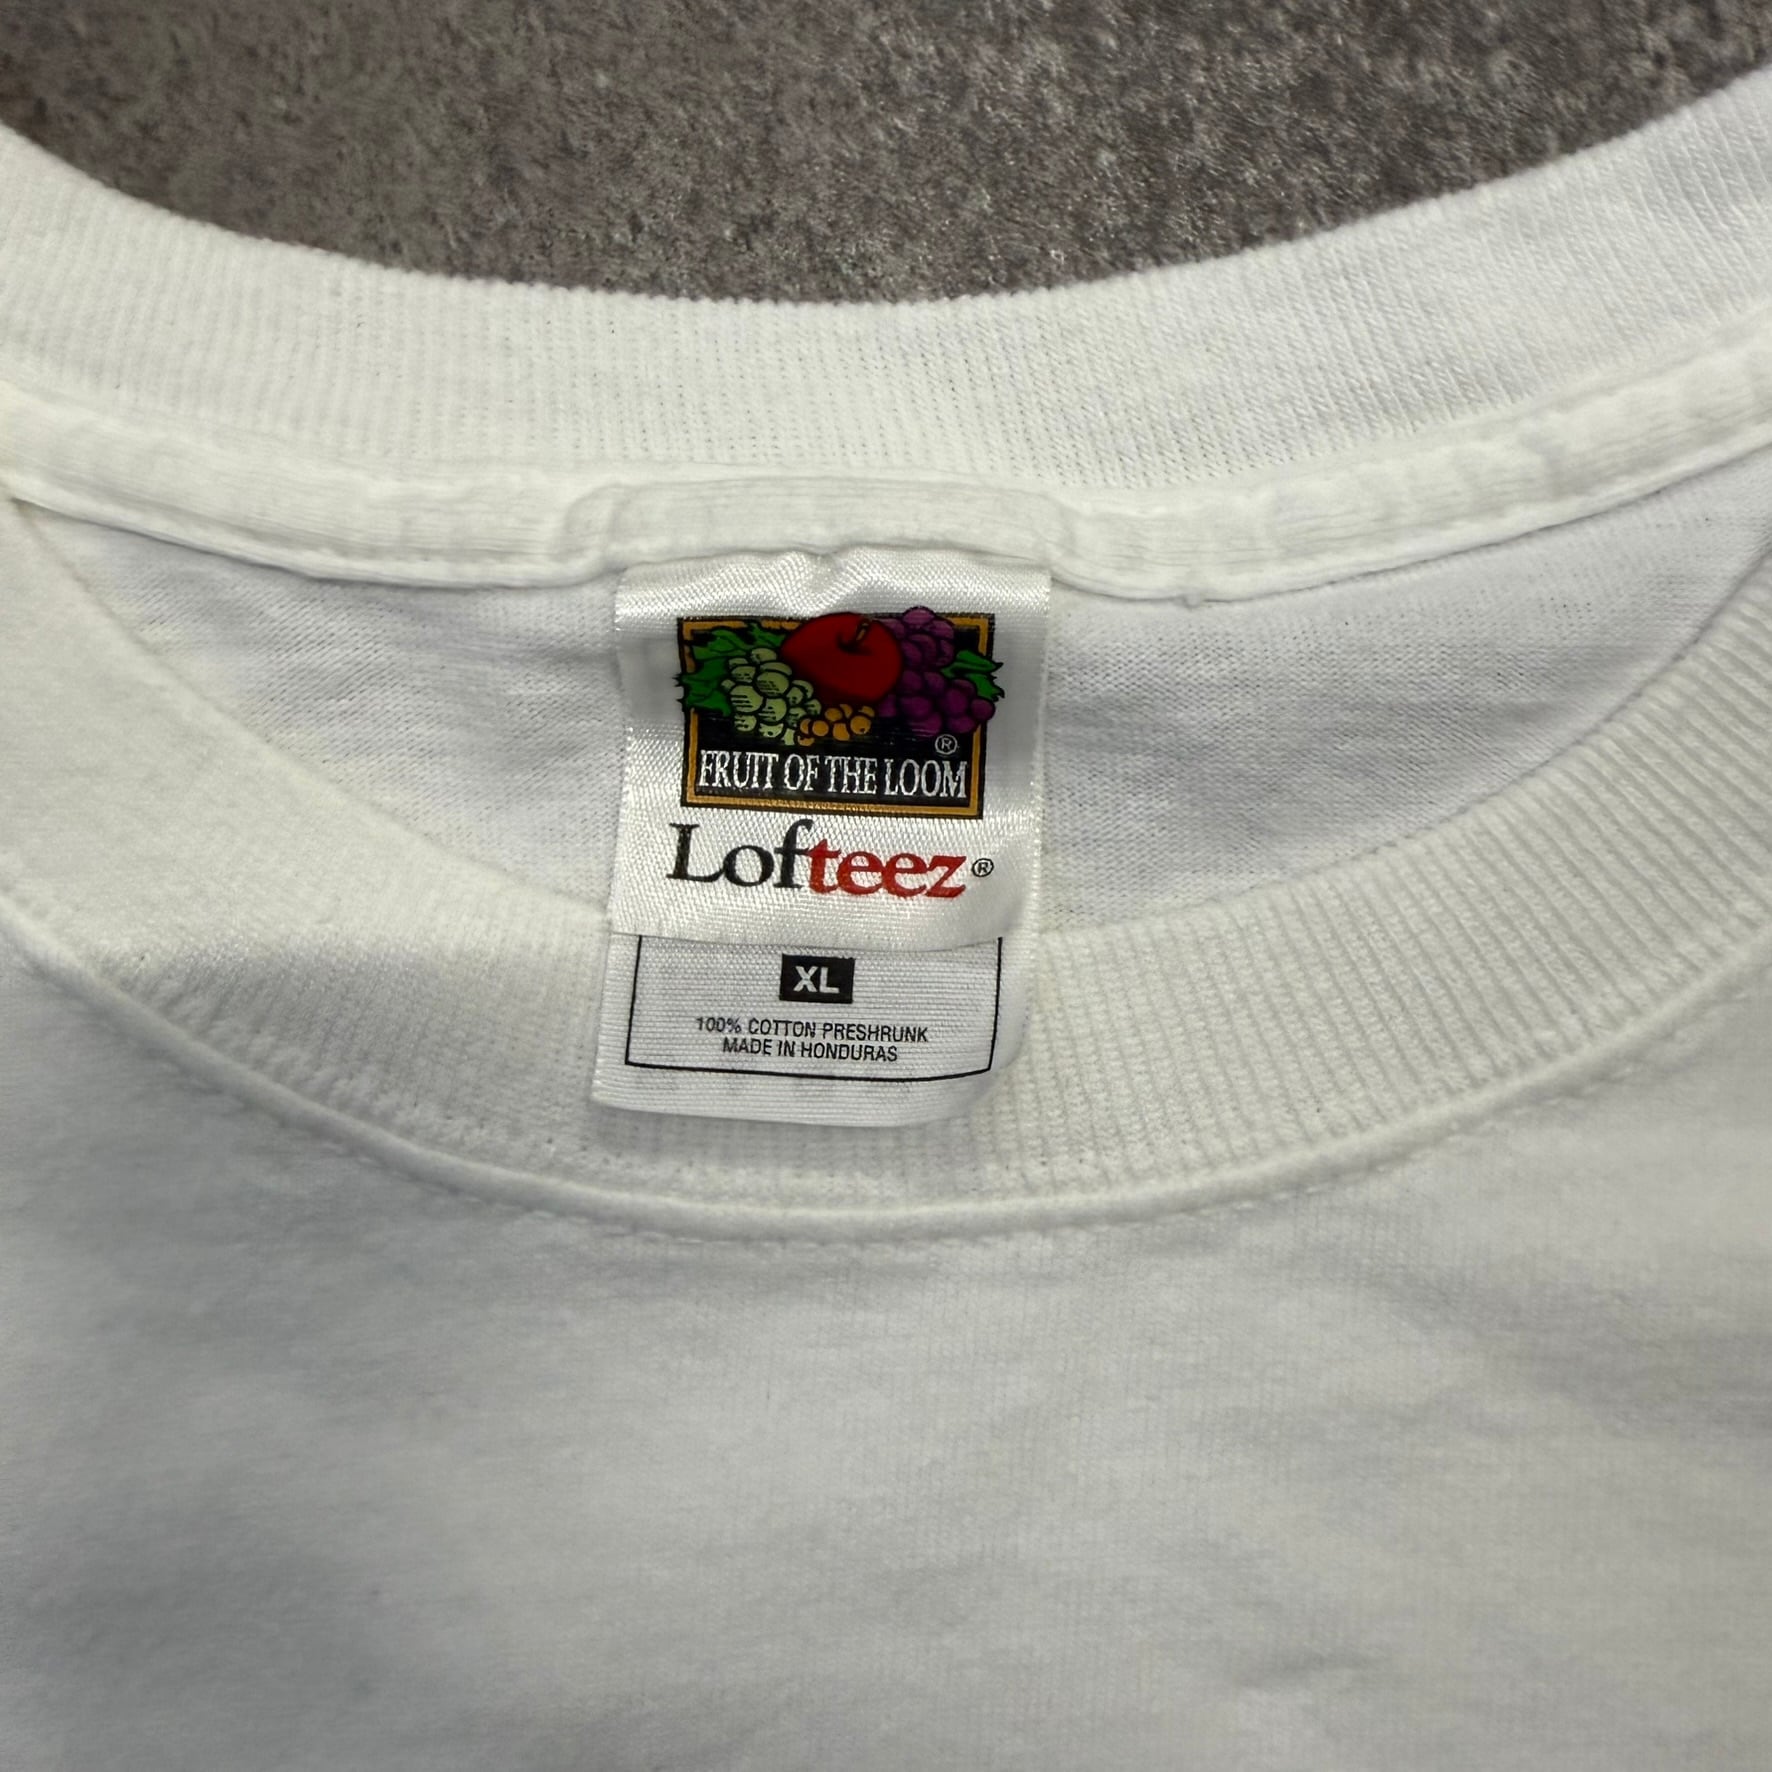 ®
FRUIT OF THE LOOM
Lofteez®
XL
100% COTTON PRESHRUNK
MADE IN HONDURAS